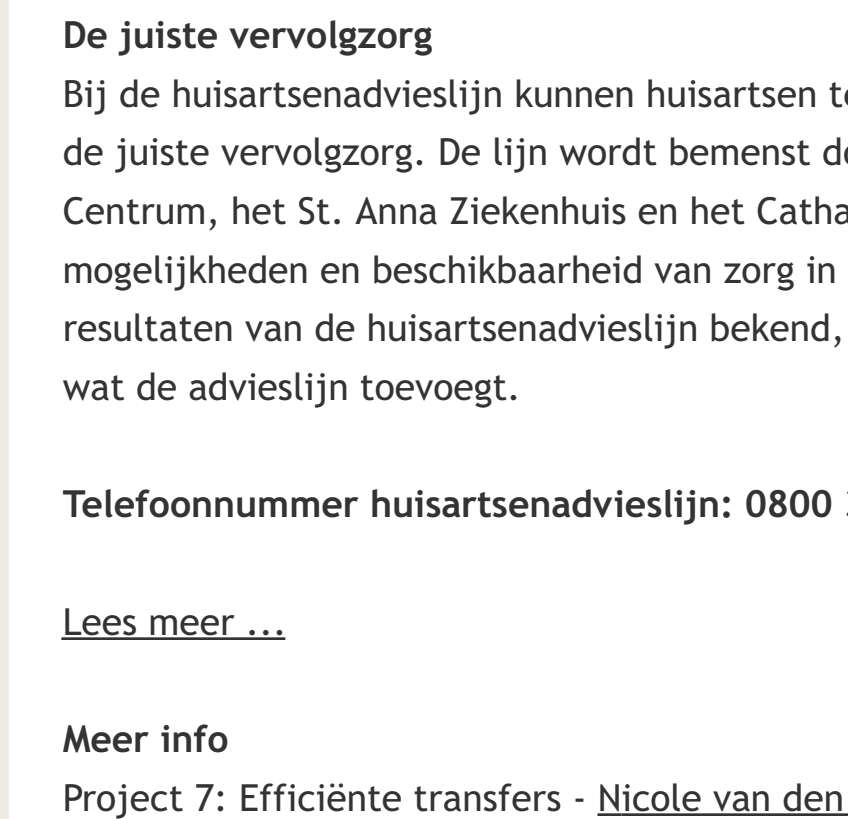 De juiste vervolgzorg
Bij de huisartsenadvieslijn kunnen huisartsen
de juiste vervolgzorg. De lijn wordt bemenst
Centrum, het St. Anna Ziekenhuis en het
mogelijkheden en beschikbaarheid van zorg in
resultaten van de huisartsenadvieslijn bekend,
wat de advieslijn toevoegt.
Telefoonnummer huisartsenadvieslijn: 0800
Lees meer ...
Meer info
Project 7: Efficiënte transfers - Nicole van den